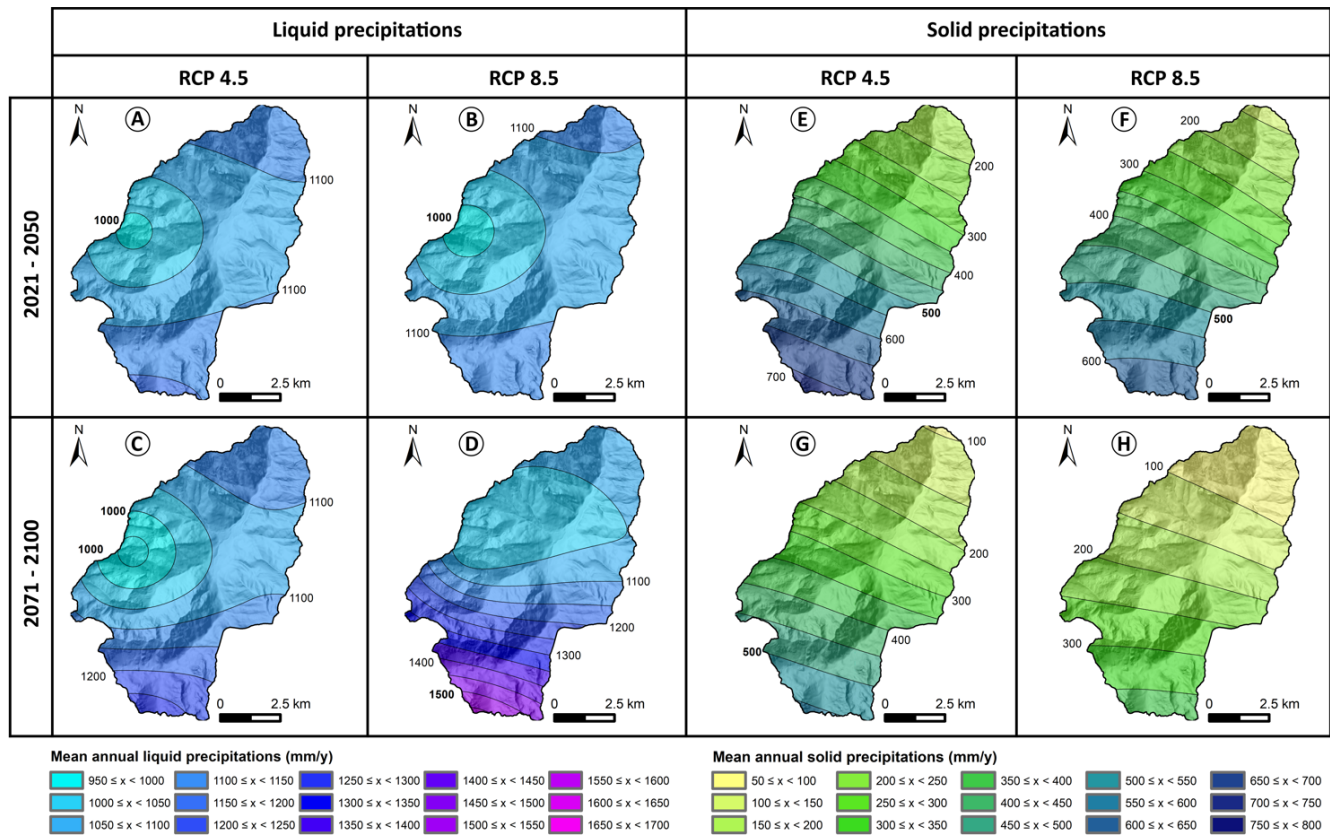 Liquid precipitations Solid precipitations
RCP 4.5 RCP 8.5 RCP 4.5 RCP 8.5
2021 - 2050
N A 1100 1000 1100 0 2.5 km
N B 1100 1000 1100 0 2.5 km
N E 200 300 400 500 600 700 0 2.5 km
N F 200 300 400 500 600 0 2.5 km
2071 - 2100
N C 1100 1000 1000 1100 1200 0 2.5 km
N D 1100 1200 1300 1400 1500 0 2.5 km
N G 100 200 300 400 500 0 2.5 km
N H 100 200 300 0 2.5 km
Mean annual liquid precipitations (mm/y)
950 ≤ x < 1000 1100 ≤ x < 1150 1250 ≤ x < 1300 1400 ≤ x < 1450 1550 ≤ x < 1600
1000 ≤ x < 1050 1150 ≤ x < 1200 1300 ≤ x < 1350 1450 ≤ x < 1500 1600 ≤ x < 1650
1050 ≤ x < 1100 1200 ≤ x < 1250 1350 ≤ x < 1400 1500 ≤ x < 1550 1650 ≤ x < 1700
Mean annual solid precipitations (mm/y)
50 ≤ x < 100 200 ≤ x < 250 350 ≤ x < 400 500 ≤ x < 550 650 ≤ x < 700
100 ≤ x < 150 250 ≤ x < 300 400 ≤ x < 450 550 ≤ x < 600 700 ≤ x < 750
150 ≤ x < 200 300 ≤ x < 350 450 ≤ x < 500 600 ≤ x < 650 750 ≤ x < 800